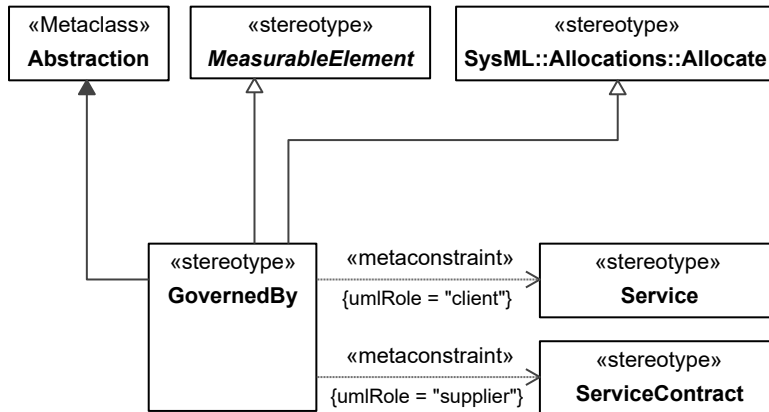 «Metaclass»
Abstraction
«stereotype»
MeasurableElement
«stereotype»
SysML::Allocations::Allocate
«stereotype»
GovernedBy
«metaconstraint»
{umlRole = "client"}
«stereotype»
Service
«metaconstraint»
{umlRole = "supplier"}
«stereotype»
ServiceContract